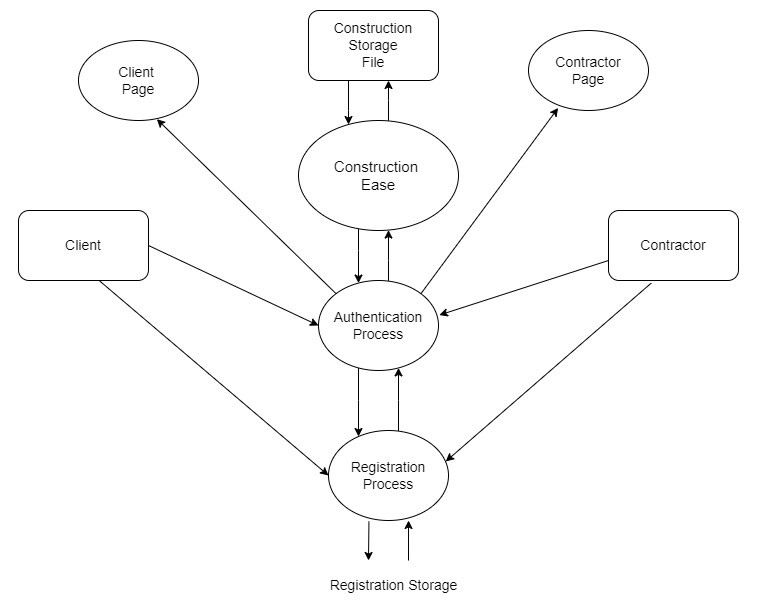 Construction
Storage
File
Client
Page
Contractor
Page
Construction
Ease
Client
Contractor
Authentication
Process
Registration
Process
Registration Storage